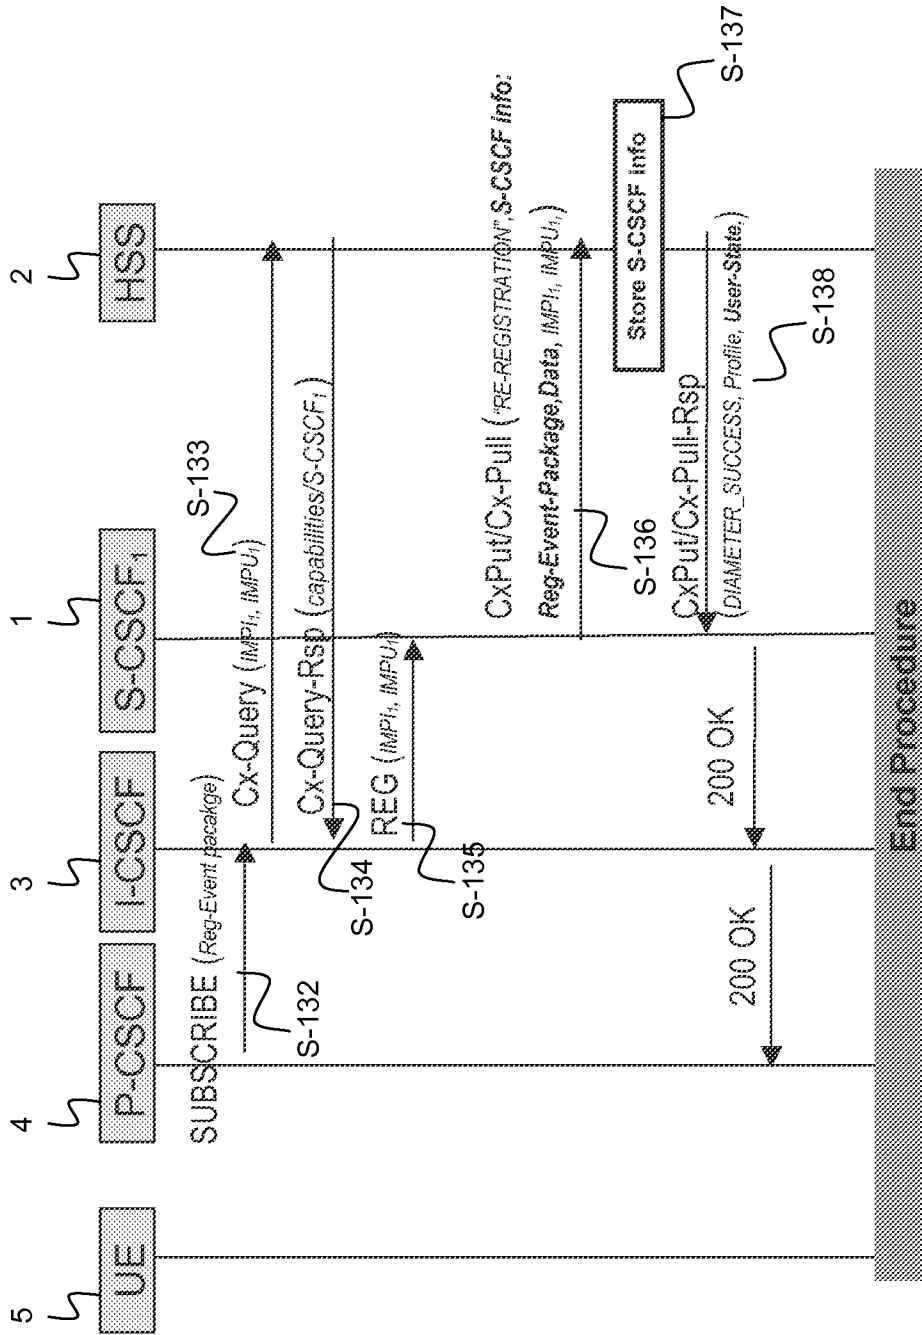 5
4
3
1
2
UE
P-CSCF
I-CSCF
S-CSCF₁
HSS
SUBSCRIBE (Reg-Event pacakge)
S-132
Cx-Query (IMPI₁, IMPU₁)
S-133
Cx-Query-Rsp (capabilities/S-CSCF₁)
S-134
REG (IMPI₁, IMPU₁)
S-135
CxPut/Cx-Pull ("RE-REGISTRATION",S-CSCF info:
Reg-Event-Package,Data, IMPI₁, IMPU₁,)
S-136
Store S-CSCF info
S-137
CxPut/Cx-Pull-Rsp
(DIAMETER_SUCCESS, Profile, User-State,)
S-138
200 OK
200 OK
End Procedure